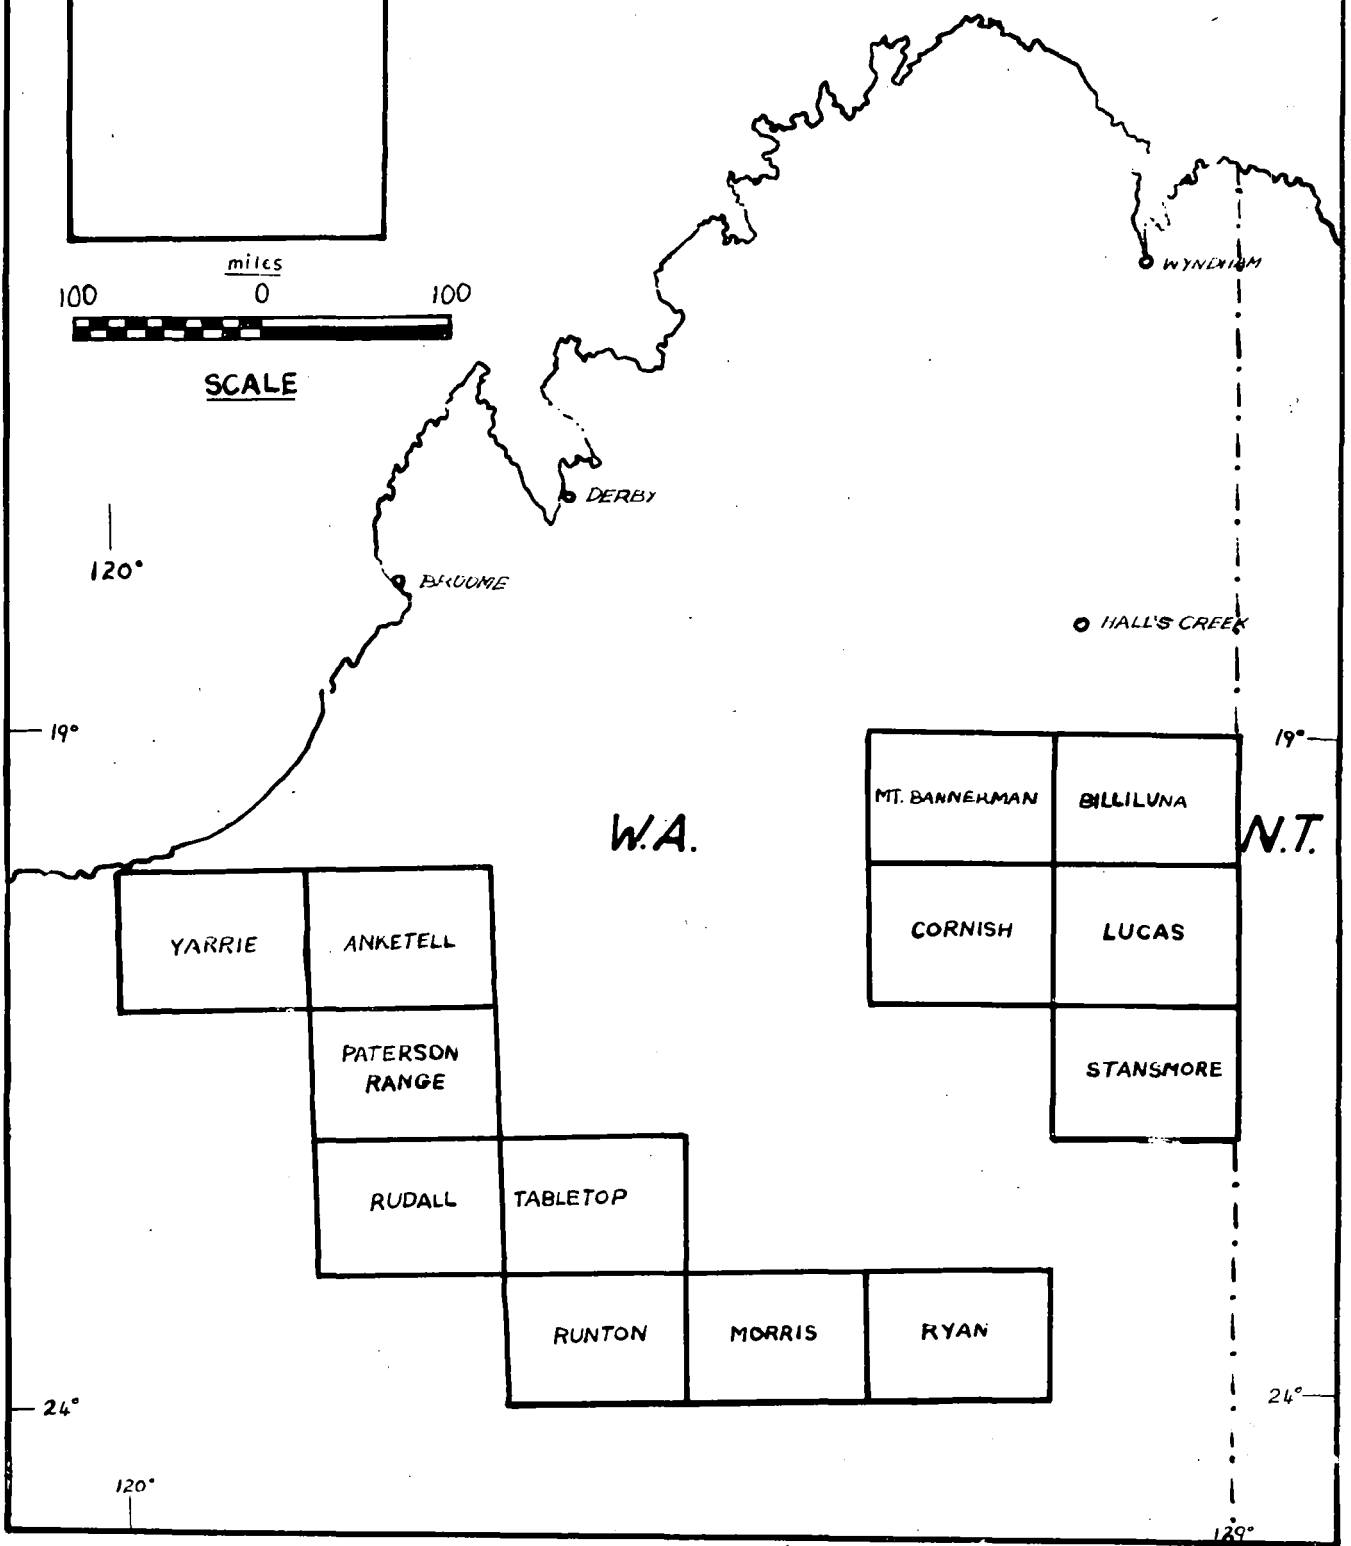 miles
100 0 100
SCALE
WYNDHAM
DERBY
120°
BROOME
HALL'S CREEK
19°
19°
MT. BANNERMAN
BILLILUNA
W.A.
N.T.
YARRIE
ANKETELL
CORNISH
LUCAS
PATERSON
RANGE
STANSMORE
RUDALL
TABLETOP
RUNTON
MORRIS
RYAN
24°
24°
120°
129°